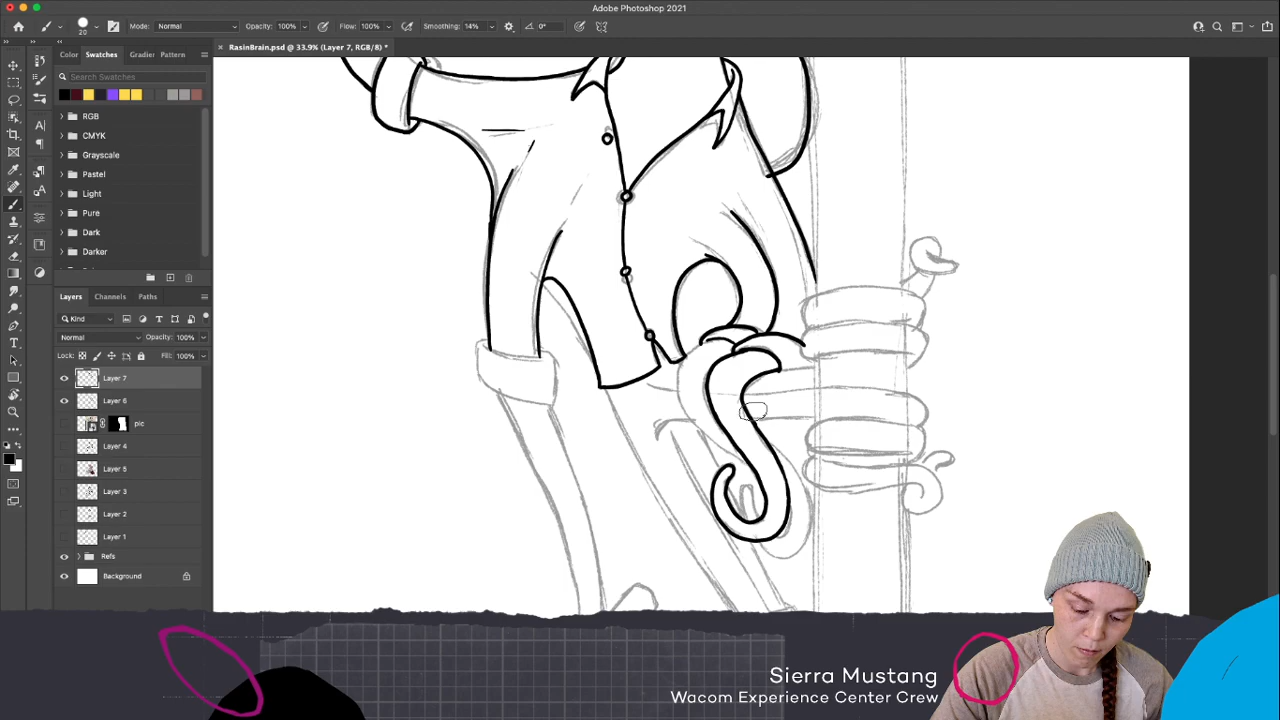 Adobe Photoshop 2021
20
Mode: Normal
Opacity: 100%
Flow: 100%
Smoothing: 14%
0°
Color
Swatches
Gradier
Pattern
× RasinBrain.psd @ 33.9% (Layer 7, RGB/8) *
Search Swatches
RGB
CMYK
Grayscale
Pastel
Light
Pure
Dark
Darker
Layers
Channels
Paths
Kind
Normal
Opacity: 100%
Lock:
Fill: 100%
Layer 7
Layer 6
pic
Layer 4
Layer 5
Layer 3
Layer 2
Layer 1
Refs
Background
Sierra Mustang
Wacom Experience Center Crew